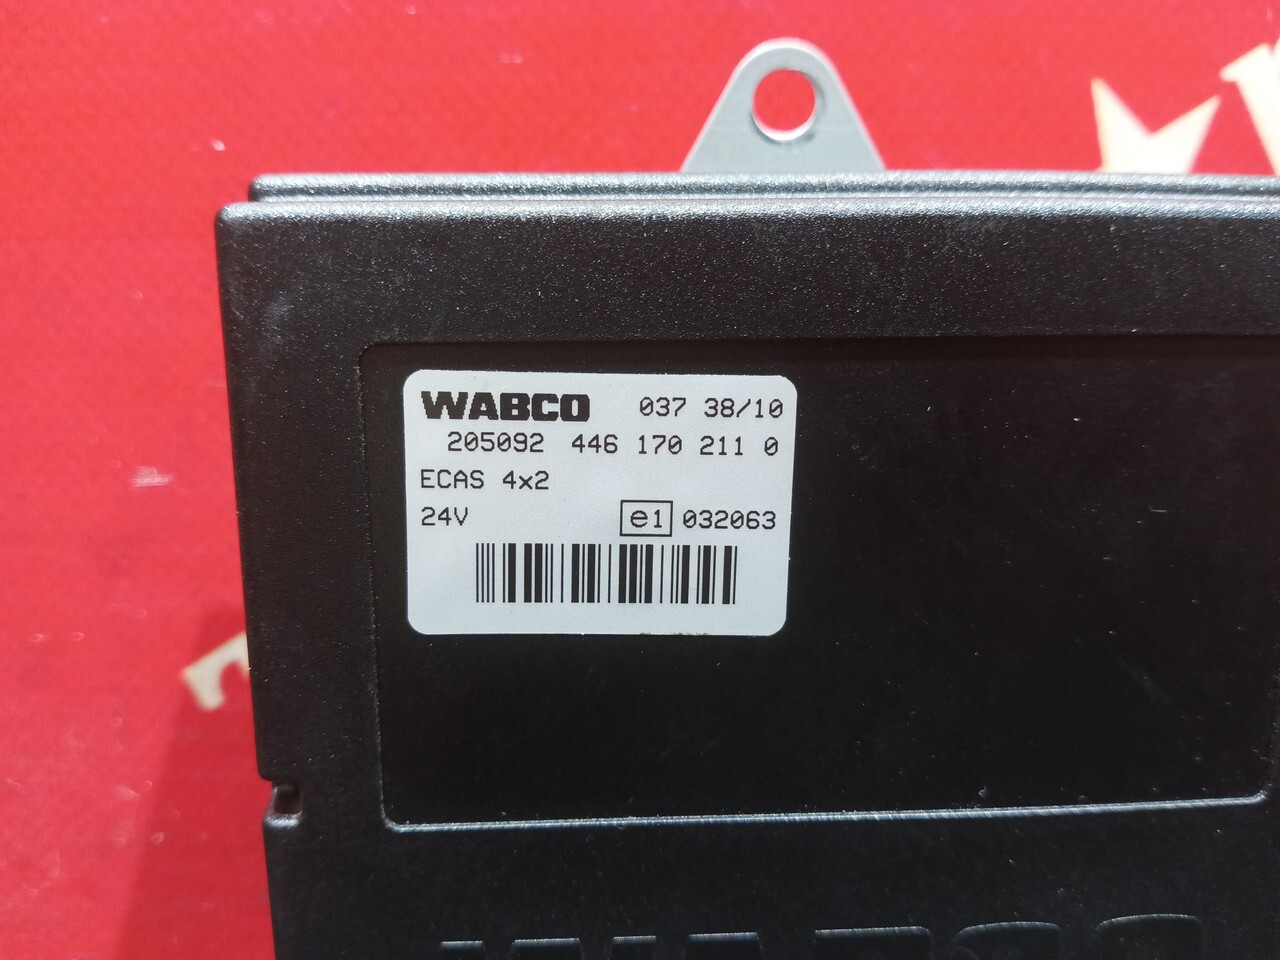 WABCO 037 38/10
205092 446 170 211 0
ECAS 4x2
24V e1 032063